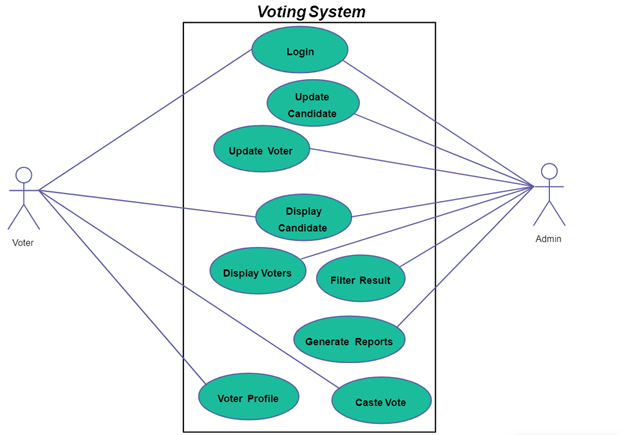 Voting System
Login
Update
Candidate
Update Voter
Display
Candidate
Display Voters
Filter Result
Generate Reports
Voter Profile
Caste Vote
Voter
Admin